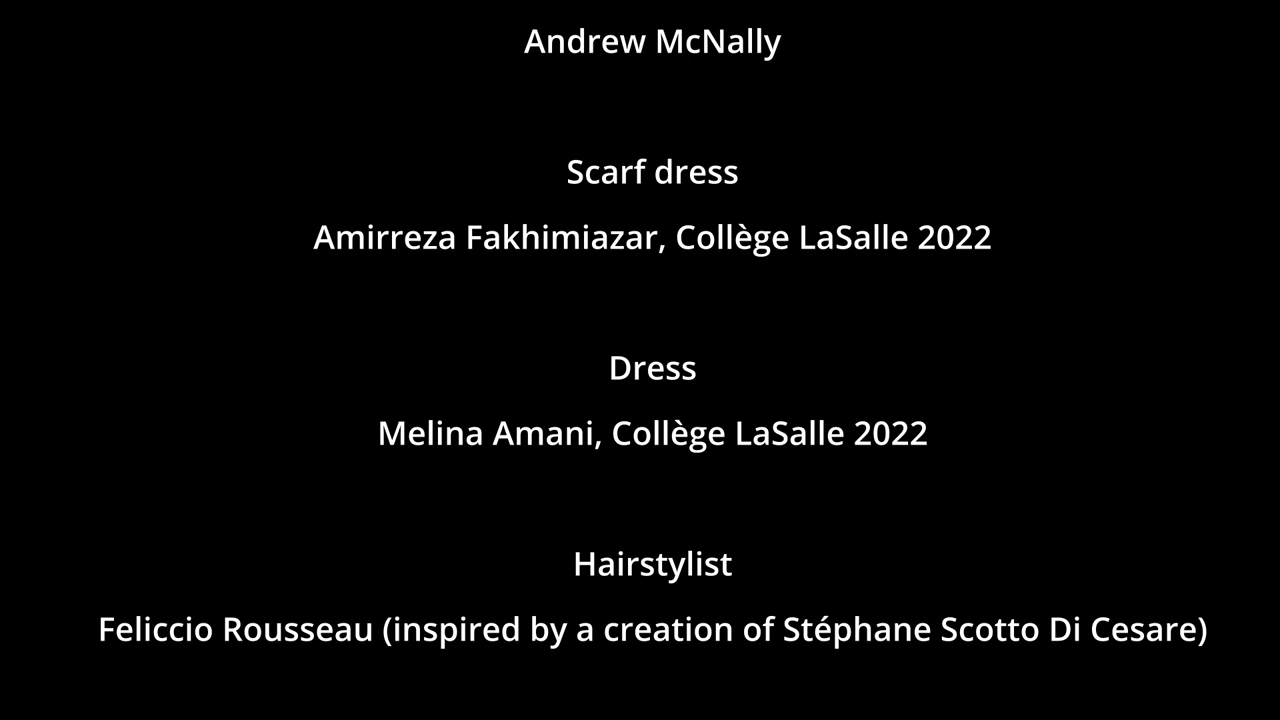 Andrew McNally
Scarf dress
Amirreza Fakhimiazar, Collège LaSalle 2022
Dress
Melina Amani, Collège LaSalle 2022
Hairstylist
Feliccio Rousseau (inspired by a creation of Stéphane Scotto Di Cesare)